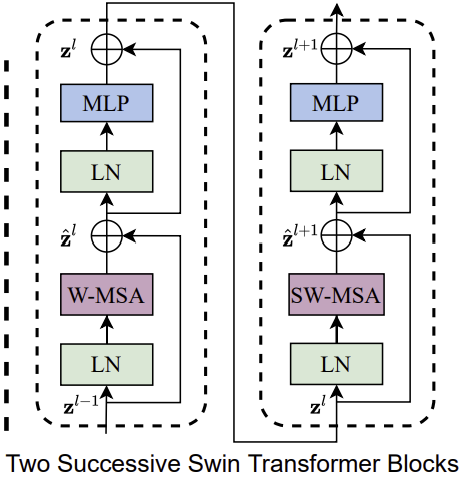 z^l
z^{l+1}
MLP
MLP
LN
LN
ẑ^l
ẑ^{l+1}
W-MSA
SW-MSA
LN
LN
z^{l-1}
z^l
Two Successive Swin Transformer Blocks